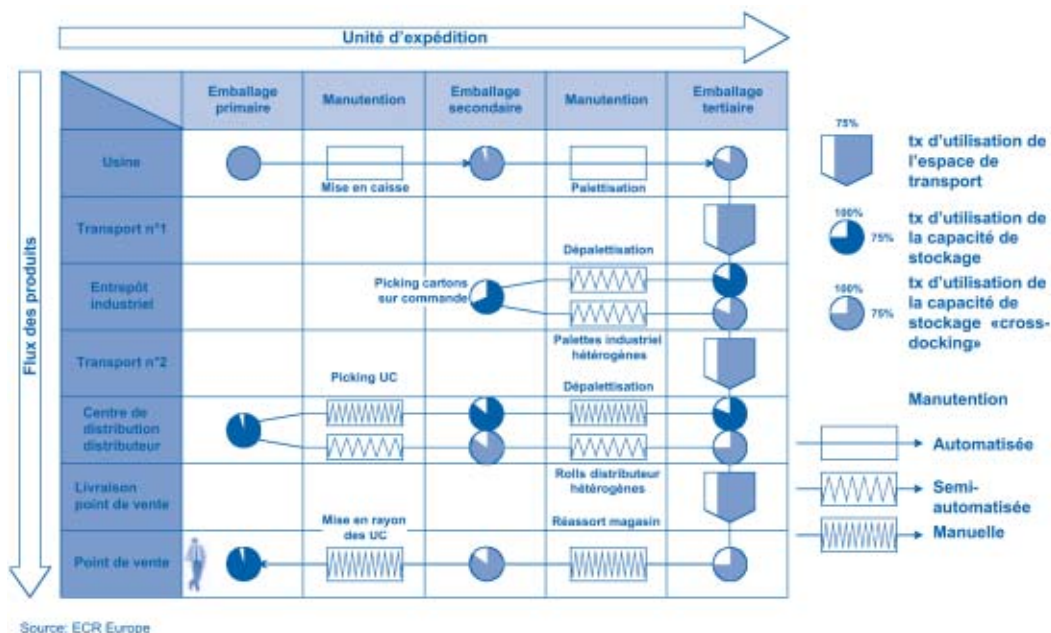 Unité d'expédition
Flux des produits
Emballage
primaire
Manutention
Emballage
secondaire
Manutention
Emballage
tertiaire
Usine
Mise en caisse
Palettisation
Transport n°1
Dépalettisation
Entrepôt
industriel
Picking cartons
sur commande
Transport n°2
Palettes industriel
hétérogènes
Picking UC
Dépalettisation
Centre de
distribution
distributeur
Livraison
point de vente
Rolls distributeur
hétérogènes
Mise en rayon
des UC
Réassort magasin
Point de vente
75%
tx d'utilisation de
l'espace de
transport
100%
75%
tx d'utilisation de
la capacité de
stockage
100%
75%
tx d'utilisation de
la capacité de
stockage «cross-
docking»
Manutention
Automatisée
Semi-
automatisée
Manuelle
Source: ECR Europe